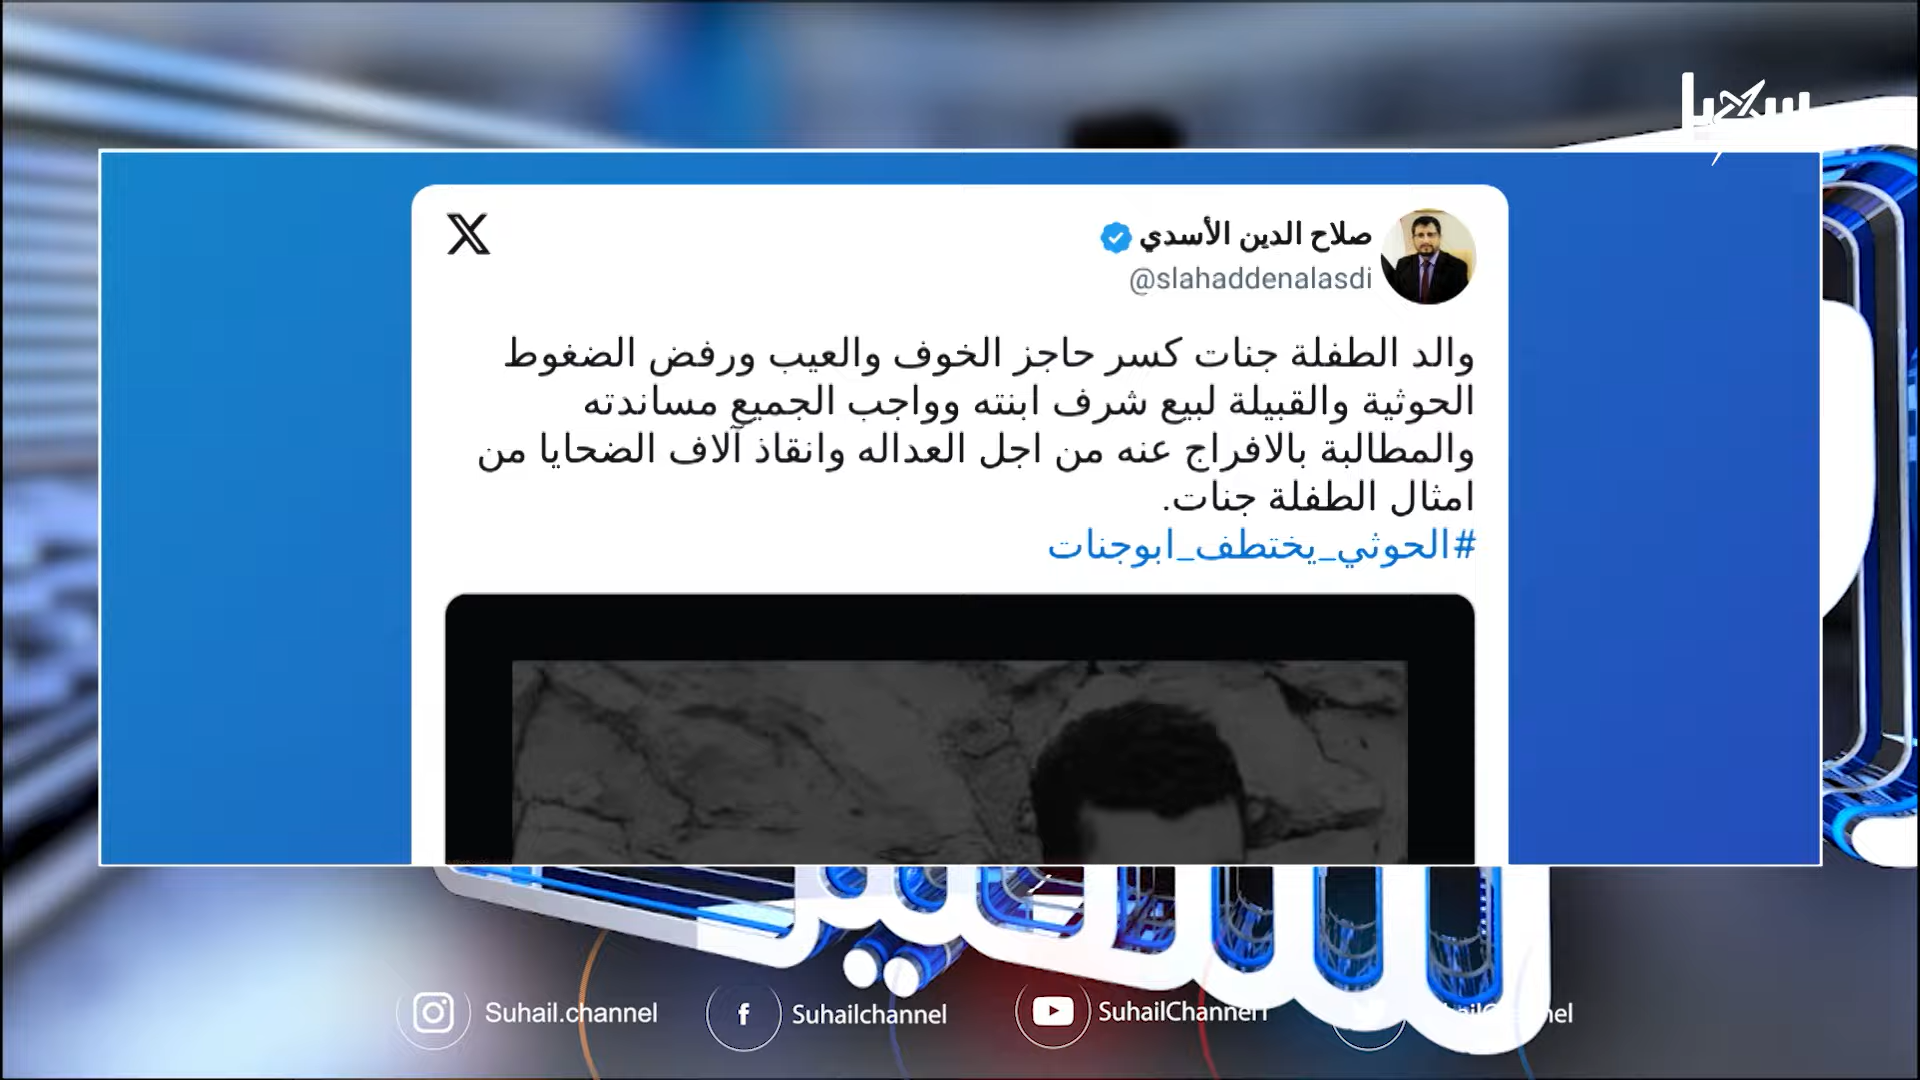 سهيل
صلاح الدين الأسدي
@slahaddenalasdi
والد الطفلة جنات كسر حاجز الخوف والعيب ورفض الضغوط
الحوثية والقبيلة لبيع شرف ابنته وواجب الجميع مساندته
والمطالبة بالافراج عنه من اجل العداله وانقاذ آلاف الضحايا من
امثال الطفلة جنات.
#الحوثي_يختطف_ابوجنات
Suhail.channel
Suhailchannel
SuhailChannel1